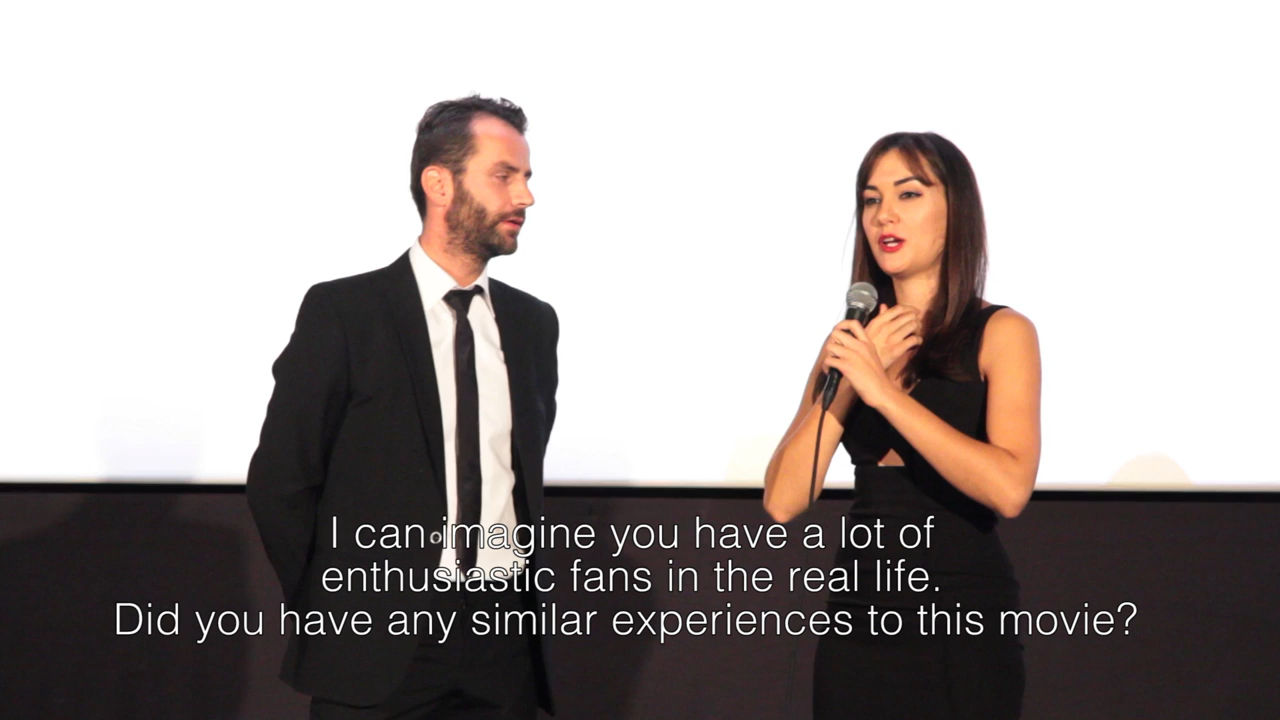 I can imagine you have a lot of
enthusiastic fans in the real life.
Did you have any similar experiences to this movie?